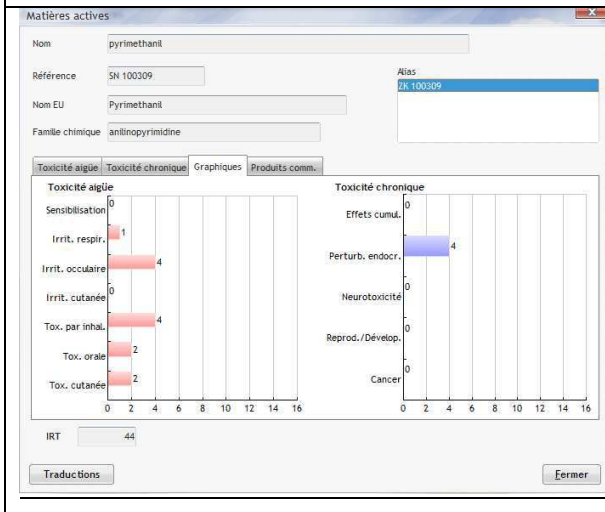 Matières actives
Nom pyrimethanil
Référence SN 100309
Alias
ZK 100309
Nom EU Pyrimethanil
Famille chimique anilinopyrimidine
Toxicité aigüe Toxicité chronique Graphiques Produits comm.
Toxicité aigüe
Sensibilisation 0
Irrit. respir. 1
Irrit. occulaire 4
Irrit. cutanée 0
Tox. par inhal. 4
Tox. orale 2
Tox. cutanée 2
0 2 4 6 8 10 12 14 16
Toxicité chronique
Effets cumul. 0
Perturb. endocr. 4
Neurotoxicité 0
Reprod./Dévelop. 0
Cancer 0
0 2 4 6 8 10 12 14 16
IRT 44
Traductions Fermer